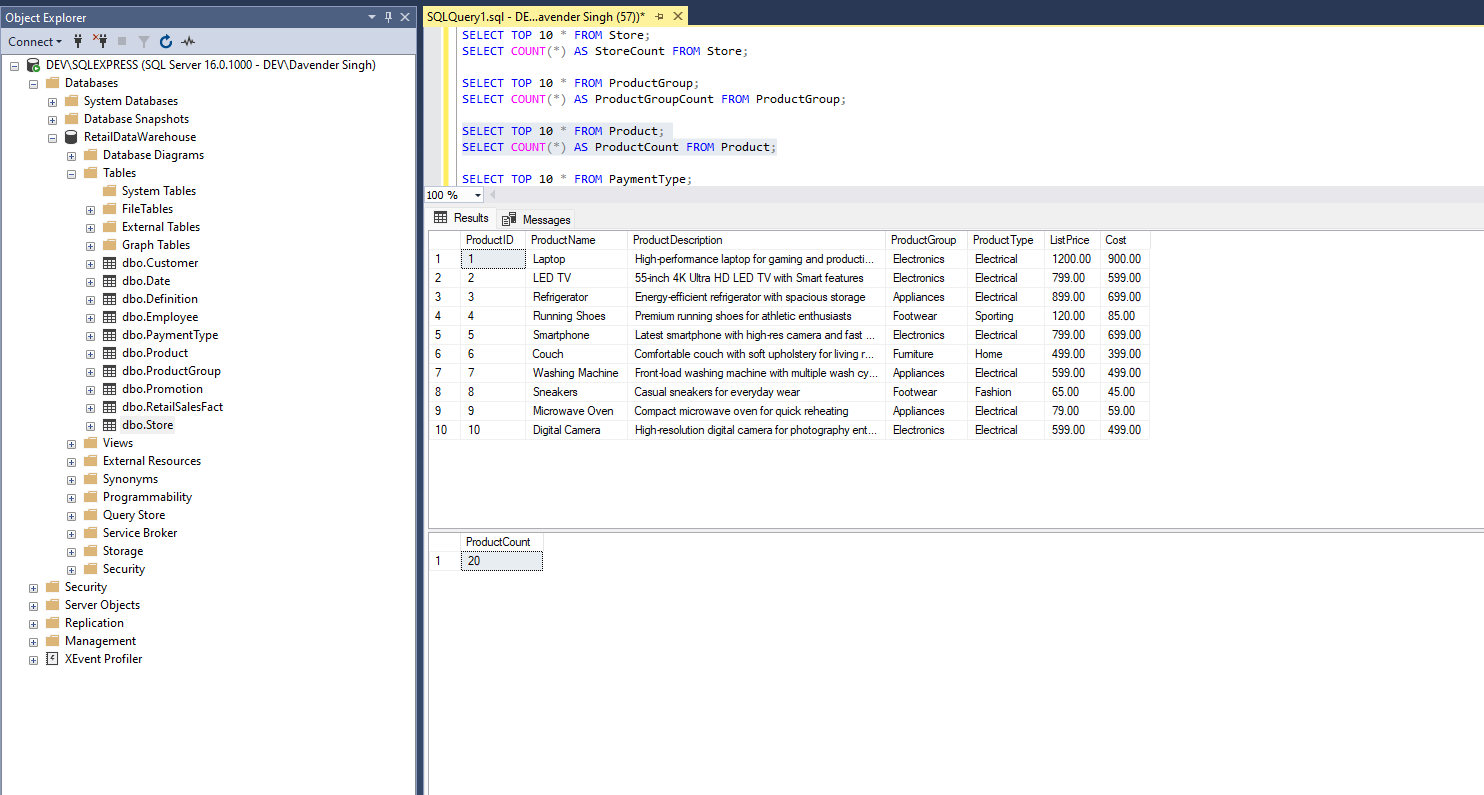 Object Explorer
Connect
DEV\SQLEXPRESS (SQL Server 16.0.1000 - DEV\Davender Singh)
Databases
System Databases
Database Snapshots
RetailDataWarehouse
Database Diagrams
Tables
System Tables
FileTables
External Tables
Graph Tables
dbo.Customer
dbo.Date
dbo.Definition
dbo.Employee
dbo.PaymentType
dbo.Product
dbo.ProductGroup
dbo.Promotion
dbo.RetailSalesFact
dbo.Store
Views
External Resources
Synonyms
Programmability
Query Store
Service Broker
Storage
Security
Security
Server Objects
Replication
Management
XEvent Profiler
SQLQuery1.sql - DE...avender Singh (57))*
SELECT TOP 10 * FROM Store;
SELECT COUNT(*) AS StoreCount FROM Store;
SELECT TOP 10 * FROM ProductGroup;
SELECT COUNT(*) AS ProductGroupCount FROM ProductGroup;
SELECT TOP 10 * FROM Product;
SELECT COUNT(*) AS ProductCount FROM Product;
SELECT TOP 10 * FROM PaymentType;
100 %
Results Messages
ProductID ProductName ProductDescription ProductGroup ProductType ListPrice Cost
1 1 Laptop High-performance laptop for gaming and producti... Electronics Electrical 1200.00 900.00
2 2 LED TV 55-inch 4K Ultra HD LED TV with Smart features Electronics Electrical 799.00 599.00
3 3 Refrigerator Energy-efficient refrigerator with spacious storage Appliances Electrical 899.00 699.00
4 4 Running Shoes Premium running shoes for athletic enthusiasts Footwear Sporting 120.00 85.00
5 5 Smartphone Latest smartphone with high-res camera and fast ... Electronics Electrical 799.00 699.00
6 6 Couch Comfortable couch with soft upholstery for living r... Furniture Home 499.00 399.00
7 7 Washing Machine Front-load washing machine with multiple wash cy... Appliances Electrical 599.00 499.00
8 8 Sneakers Casual sneakers for everyday wear Footwear Fashion 65.00 45.00
9 9 Microwave Oven Compact microwave oven for quick reheating Appliances Electrical 79.00 59.00
10 10 Digital Camera High-resolution digital camera for photography ent... Electronics Electrical 599.00 499.00
ProductCount
1 20